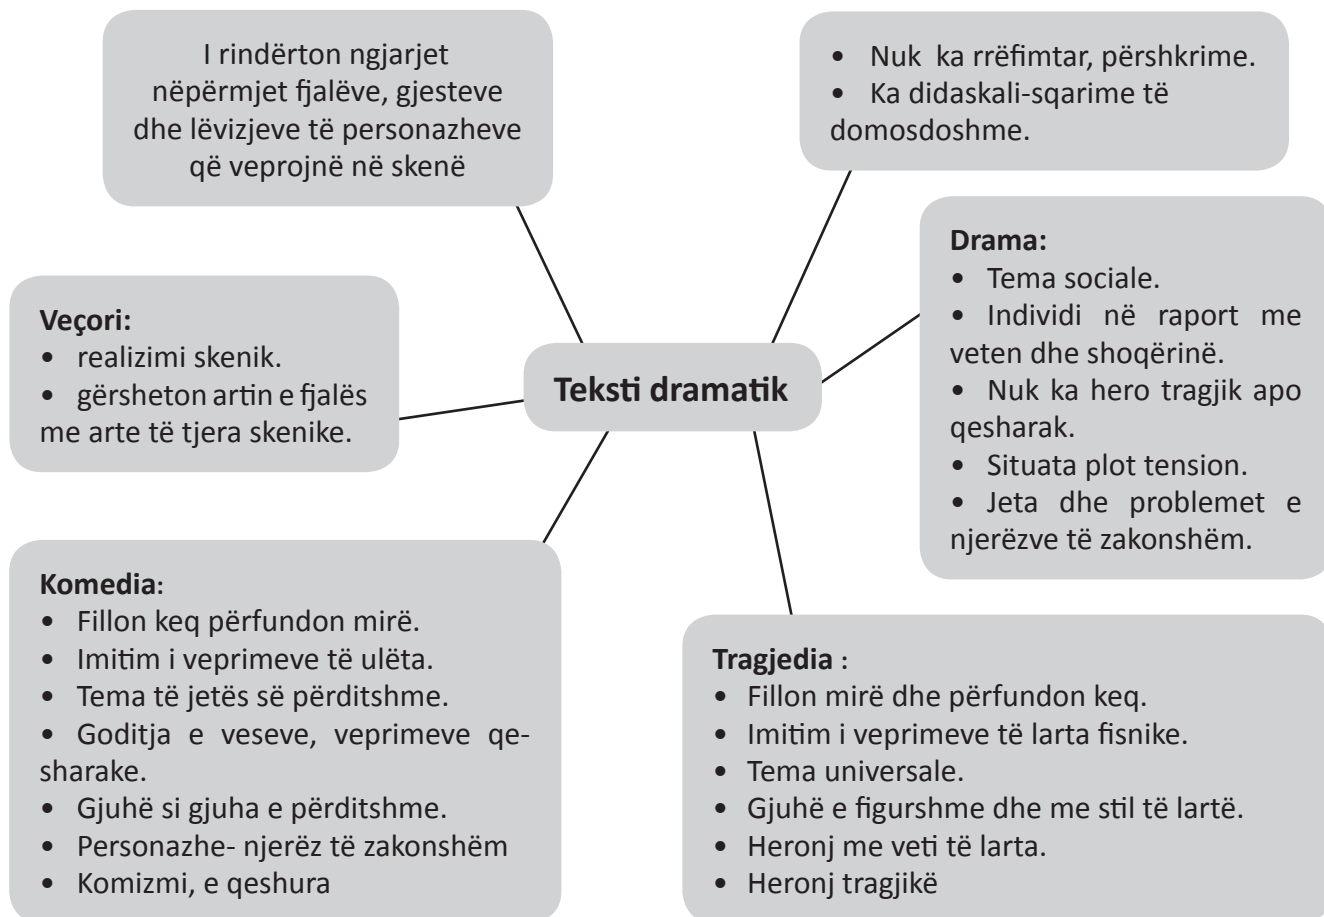 I rindërton ngjarjet
nëpërmjet fjalëve, gjesteve
dhe lëvizjeve të personazheve
që veprojnë në skenë
• Nuk ka rrëfimtar, përshkrime.
• Ka didaskali-sqarime të
domosdoshme.
Veçori:
• realizimi skenik.
• gërsheton artin e fjalës
me arte të tjera skenike.
Teksti dramatik
Drama:
• Tema sociale.
• Individi në raport me
veten dhe shoqërinë.
• Nuk ka hero tragjik apo
qesharak.
• Situata plot tension.
• Jeta dhe problemet e
njerëzve të zakonshëm.
Komedia:
• Fillon keq përfundon mirë.
• Imitim i veprimeve të ulëta.
• Tema të jetës së përditshme.
• Goditja e veseve, veprimeve qe-
sharake.
• Gjuhë si gjuha e përditshme.
• Personazhe- njerëz të zakonshëm
• Komizmi, e qeshura
Tragjedia :
• Fillon mirë dhe përfundon keq.
• Imitim i veprimeve të larta fisnike.
• Tema universale.
• Gjuhë e figurshme dhe me stil të lartë.
• Heronj me veti të larta.
• Heronj tragjikë